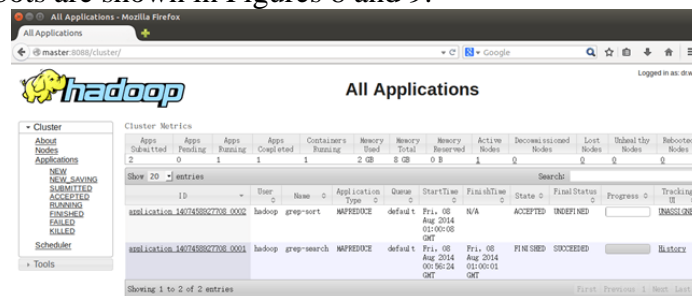 ots are shown in Figures 8 and 9.
All Applications - Mozilla Firefox
All Applications
master:8088/cluster/
Google
Logged in as: dr.w
hadoop
All Applications
Cluster
About
Nodes
Applications
NEW
NEW_SAVING
SUBMITTED
ACCEPTED
RUNNING
FINISHED
FAILED
KILLED
Scheduler
Tools
Cluster Metrics
Apps Submitted Apps Pending Apps Running Apps Completed Containers Running Memory Used Memory Total Memory Reserved Active Nodes Decommissioned Nodes Lost Nodes Unhealthy Nodes Rebooted Nodes
2 0 1 1 1 2 GB 8 GB 0 B 1 0 0 0 0
Show 20 entries Search:
ID User Name Application Type Queue StartTime FinishTime State FinalStatus Progress Tracking UI
application_1407458927708_0002 hadoop grep-sort MAPREDUCE default Fri, 08 Aug 2014 01:00:08 GMT N/A ACCEPTED UNDEFINED UNASSIGNE
application_1407458927708_0001 hadoop grep-search MAPREDUCE default Fri, 08 Aug 2014 00:56:24 GMT Fri, 08 Aug 2014 01:00:01 GMT FINISHED SUCCEEDED History
Showing 1 to 2 of 2 entries First Previous 1 Next Last